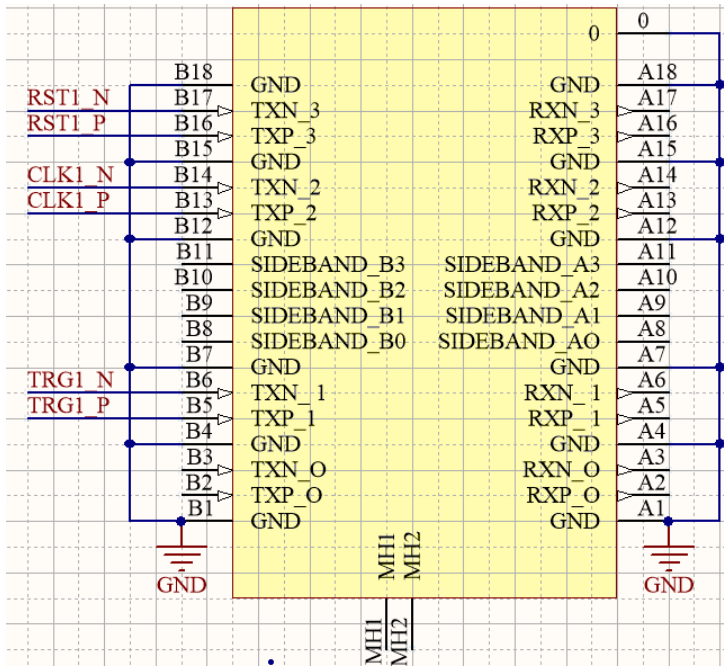 0
0
B18 GND GND A18
RST1_N B17 TXN_3 RXN_3 A17
RST1_P B16 TXP_3 RXP_3 A16
B15 GND GND A15
CLK1_N B14 TXN_2 RXN_2 A14
CLK1_P B13 TXP_2 RXP_2 A13
B12 GND GND A12
B11 SIDEBAND_B3 SIDEBAND_A3 A11
B10 SIDEBAND_B2 SIDEBAND_A2 A10
B9 SIDEBAND_B1 SIDEBAND_A1 A9
B8 SIDEBAND_B0 SIDEBAND_AO A8
B7 GND GND A7
TRG1_N B6 TXN_1 RXN_1 A6
TRG1_P B5 TXP_1 RXP_1 A5
B4 GND GND A4
B3 TXN_O RXN_O A3
B2 TXP_O RXP_O A2
B1 GND GND A1
GND GND
MH1 MH2
MH1 MH2